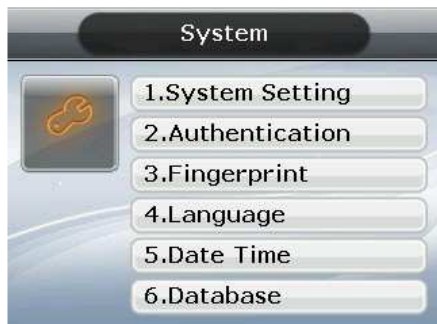 System
1.System Setting
2.Authentication
3.Fingerprint
4.Language
5.Date Time
6.Database